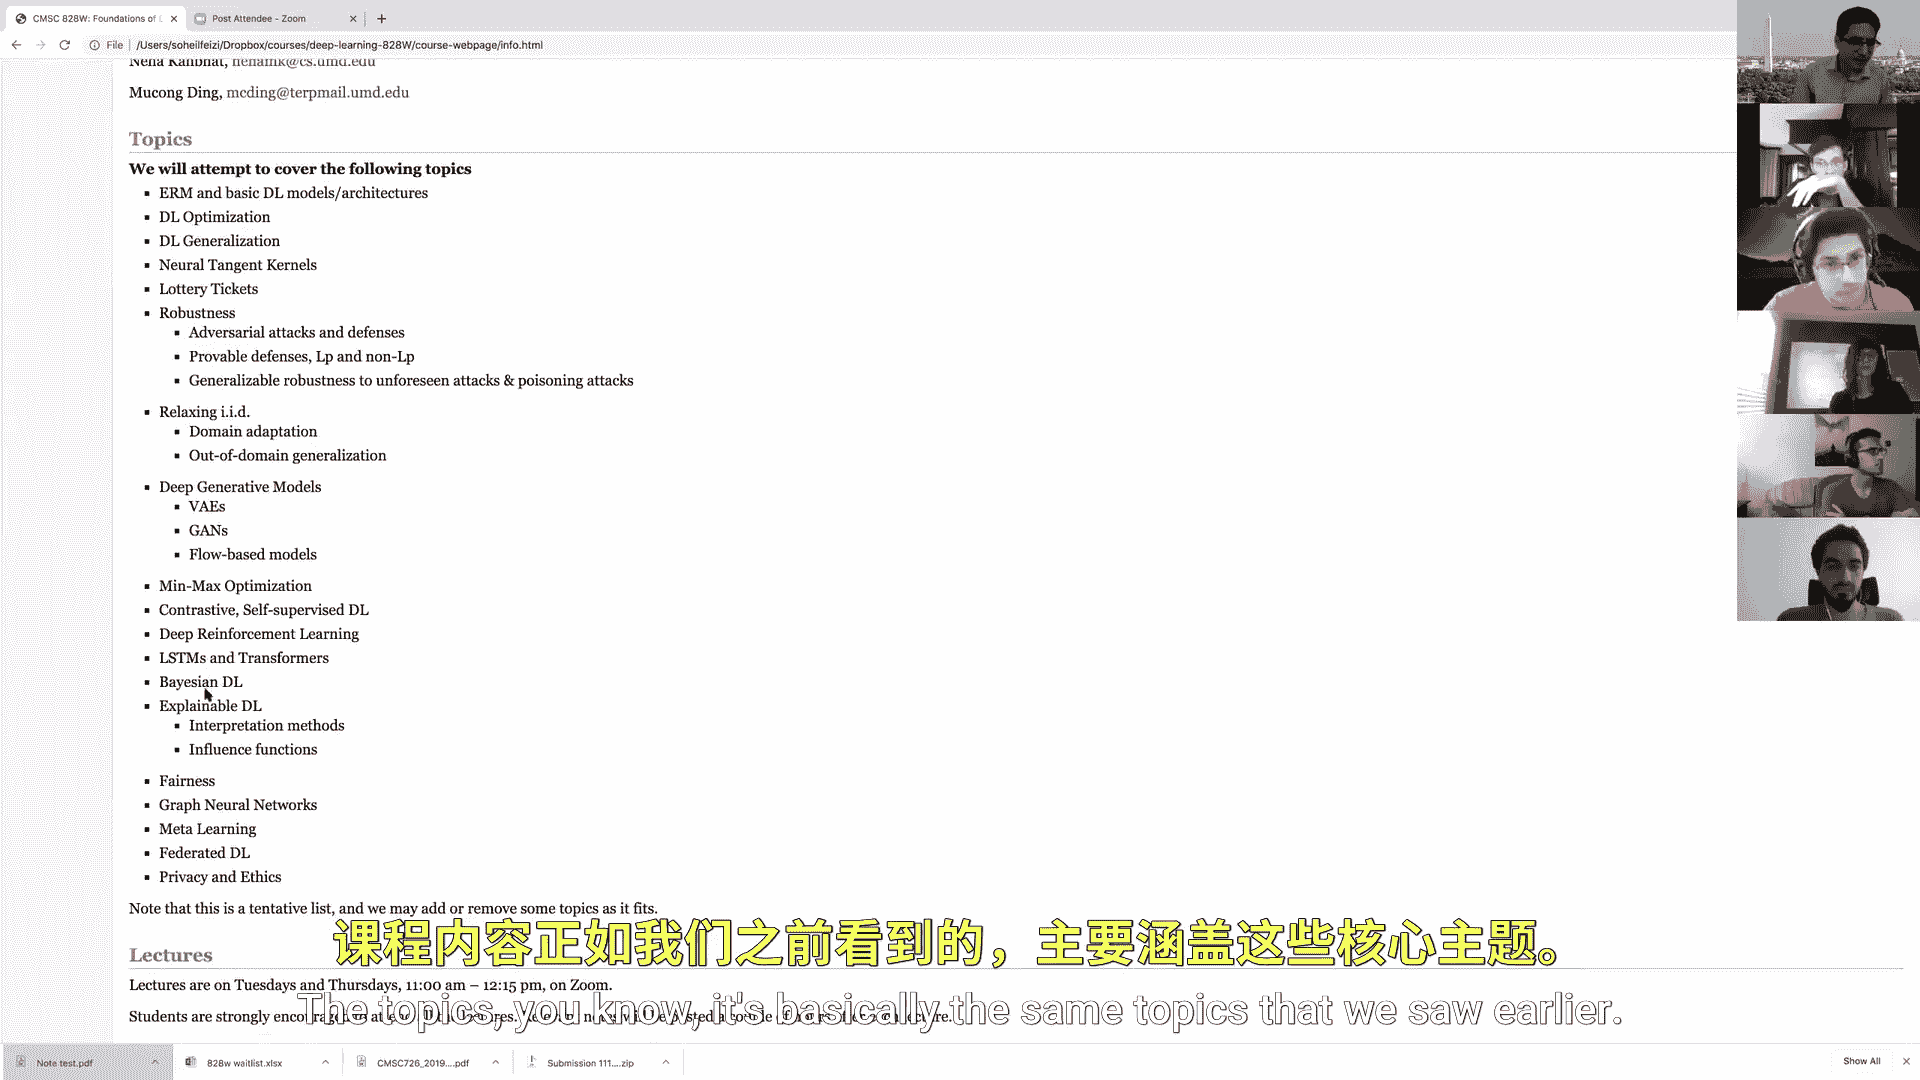 CMSC 828W: Foundations of
Post Attendee - Zoom
File
/Users/soheilfeizi/Dropbox/courses/deep-learning-828W/course-webpage/info.html
Mucong Ding, mcding@terpmail.umd.edu
Topics
We will attempt to cover the following topics
ERM and basic DL models/architectures
DL Optimization
DL Generalization
Neural Tangent Kernels
Lottery Tickets
Robustness
Adversarial attacks and defenses
Provable defenses, Lp and non-Lp
Generalizable robustness to unforeseen attacks & poisoning attacks
Relaxing i.i.d.
Domain adaptation
Out-of-domain generalization
Deep Generative Models
VAEs
GANs
Flow-based models
Min-Max Optimization
Contrastive, Self-supervised DL
Deep Reinforcement Learning
LSTMs and Transformers
Bayesian DL
Explainable DL
Interpretation methods
Influence functions
Fairness
Graph Neural Networks
Meta Learning
Federated DL
Privacy and Ethics
Note that this is a tentative list, and we may add or remove some topics as it fits.
课程内容正如我们之前看到的，主要涵盖这些核心主题。
Lectures
Lectures are on Tuesdays and Thursdays, 11:00 am – 12:15 pm, on Zoom.
Students are strongly
The topics, you know, it's basically the same topics that we saw earlier.
Note test.pdf
828w waitlist.xlsx
CMSC726_2019....pdf
Submission 111....zip
Show All